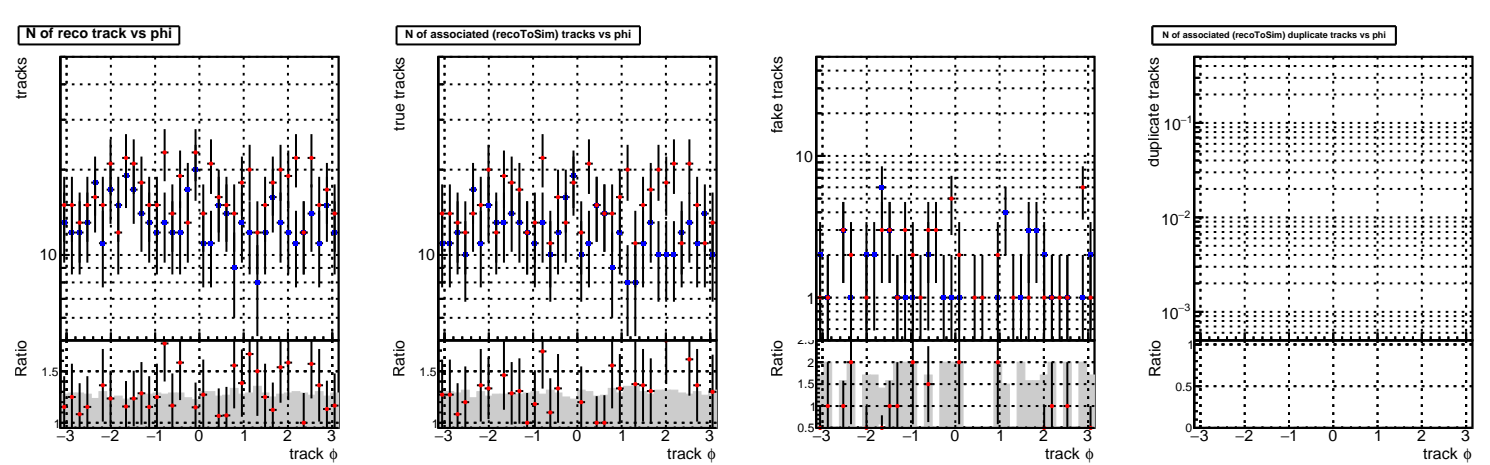 N of reco track vs phi
tracks
10
Ratio
1.5
1
−3 −2 −1 0 1 2 3
track ϕ
N of associated (recoToSim) tracks vs phi
true tracks
10
Ratio
1.5
1
−3 −2 −1 0 1 2 3
track ϕ
fake tracks
10
1
Ratio
2.5
2
1.5
1
0.5
−3 −2 −1 0 1 2 3
track ϕ
N of associated (recoToSim) duplicate tracks vs phi
duplicate tracks
10⁻¹
10⁻²
10⁻³
Ratio
1
0.5
0
−3 −2 −1 0 1 2 3
track ϕ